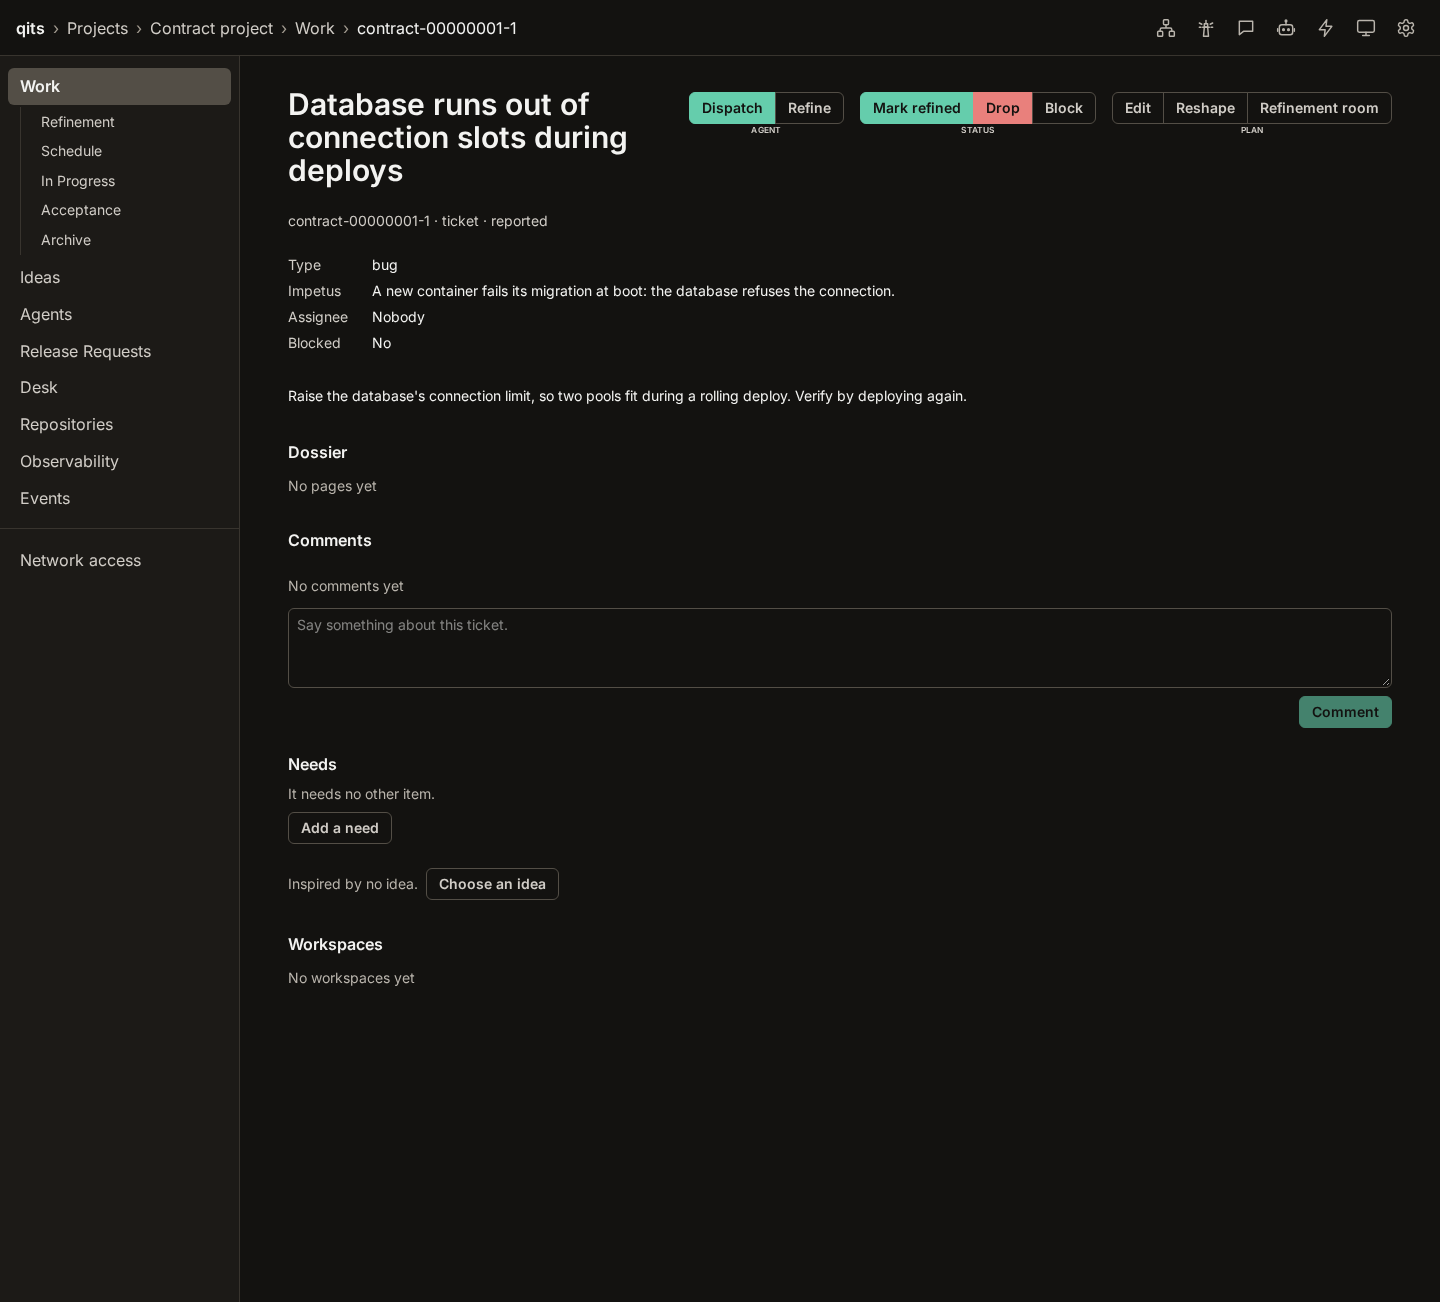 qits › Projects › Contract project › Work › contract-00000001-1
Work
Refinement
Schedule
In Progress
Acceptance
Archive
Ideas
Agents
Release Requests
Desk
Repositories
Observability
Events
Network access
Database runs out of
connection slots during
deploys
Dispatch Refine
AGENT
Mark refined Drop Block
STATUS
Edit Reshape Refinement room
PLAN
contract-00000001-1 · ticket · reported
Type bug
Impetus A new container fails its migration at boot: the database refuses the connection.
Assignee Nobody
Blocked No
Raise the database's connection limit, so two pools fit during a rolling deploy. Verify by deploying again.
Dossier
No pages yet
Comments
No comments yet
Say something about this ticket.
Comment
Needs
It needs no other item.
Add a need
Inspired by no idea. Choose an idea
Workspaces
No workspaces yet